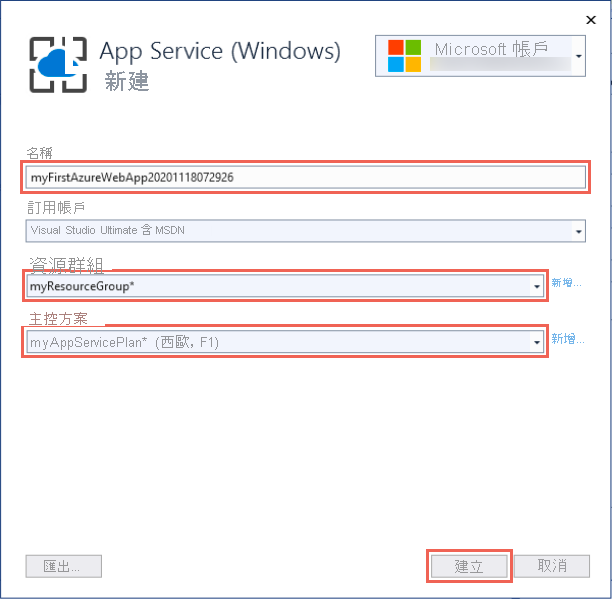 App Service (Windows)
新建
Microsoft 帳戶
名稱
myFirstAzureWebApp20201118072926
訂用帳戶
Visual Studio Ultimate 含 MSDN
資源群組
myResourceGroup*
新增...
主控方案
myAppServicePlan* (西歐, F1)
新增...
匯出...
建立
取消